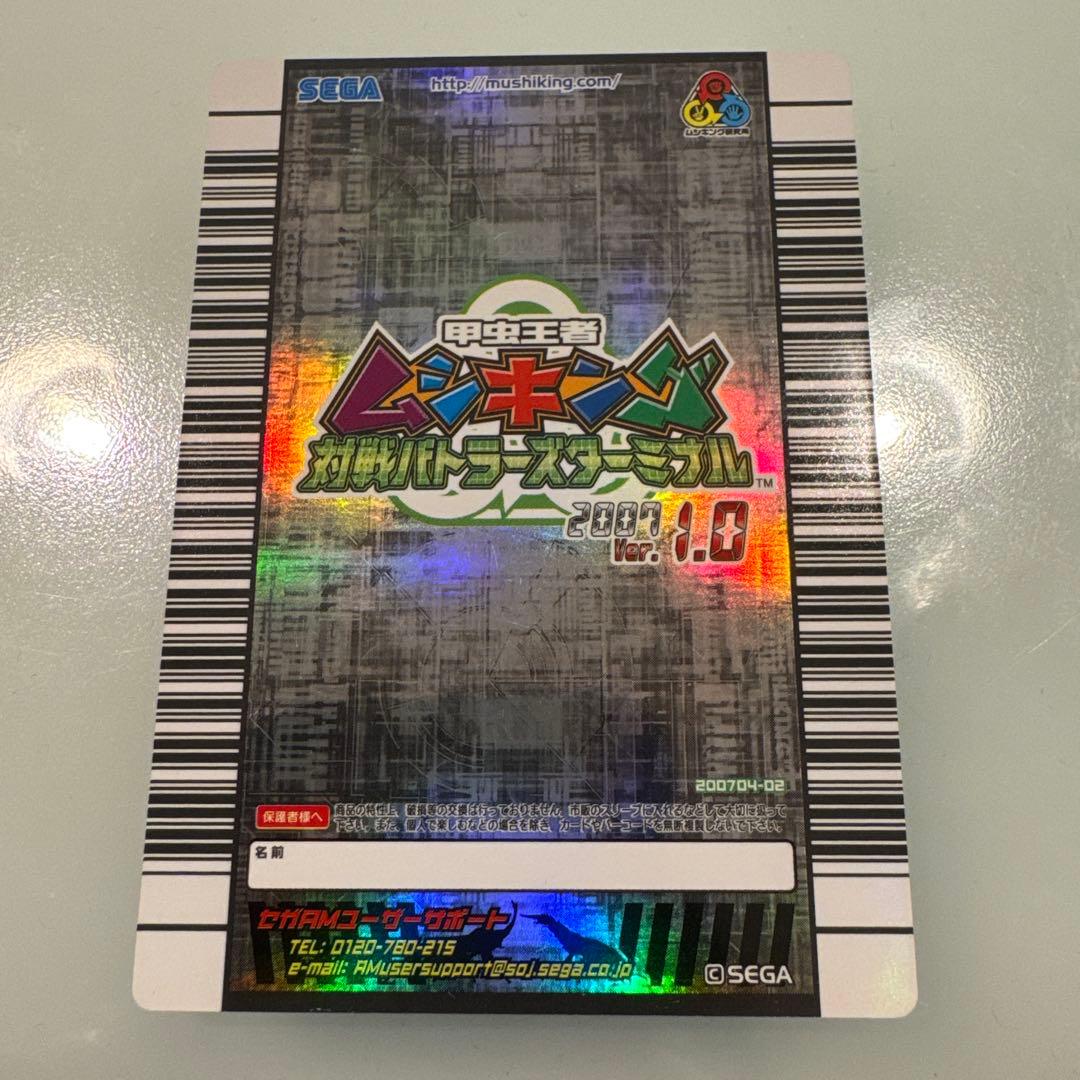 SEGA
http://mushiking.com/
ムシキング研究所
甲虫王者
ムシキング
対戦バトラーズターミナル
TM
2007
Ver. 1.0
200704-02
保護者様へ
商品の特性上、破損等の交換は行っておりません。市販のスリーブに入れるなどして大切に扱って
下さい。また、個人で楽しむなどの場合を除き、カードやバーコードを無断複製しないで下さい。
名前
セガAMユーザーサポート
TEL: 0120-780-215
e-mail: AMusersupport@soj.sega.co.jp
©SEGA